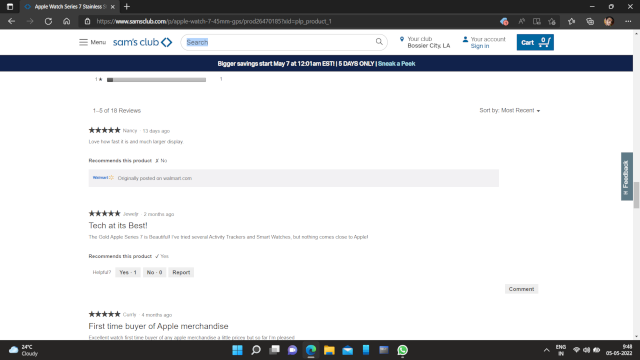 Apple Watch Series 7 Stainless S
https://www.samsclub.com/p/apple-watch-7-45mm-gps/prod26470185?xid=plp_product_1
Menu
sam's club
Search
Your club
Bossier City, LA
Your account
Sign in
Cart 0
Bigger savings start May 7 at 12:01am EST! | 5 DAYS ONLY | Sneak a Peek
1 ★ 1
1–5 of 18 Reviews
Sort by: Most Recent
★★★★★ Nancy 13 days ago
Love how fast it is and much larger display.
Recommends this product ✗ No
Walmart Originally posted on walmart.com
Feedback
★★★★★ Jeweljr 2 months ago
Tech at its Best!
The Gold Apple Series 7 is Beautiful! I've tried several Activity Trackers and Smart Watches, but nothing comes close to Apple!
Recommends this product ✓ Yes
Helpful? Yes · 1 No · 0 Report
Comment
★★★★★ Curly 4 months ago
First time buyer of Apple merchandise
Excellent watch first time buyer of any apple merchandise a little pricey but so far I'm pleased
24°C
Cloudy
ENG
IN
9:48
05-05-2022